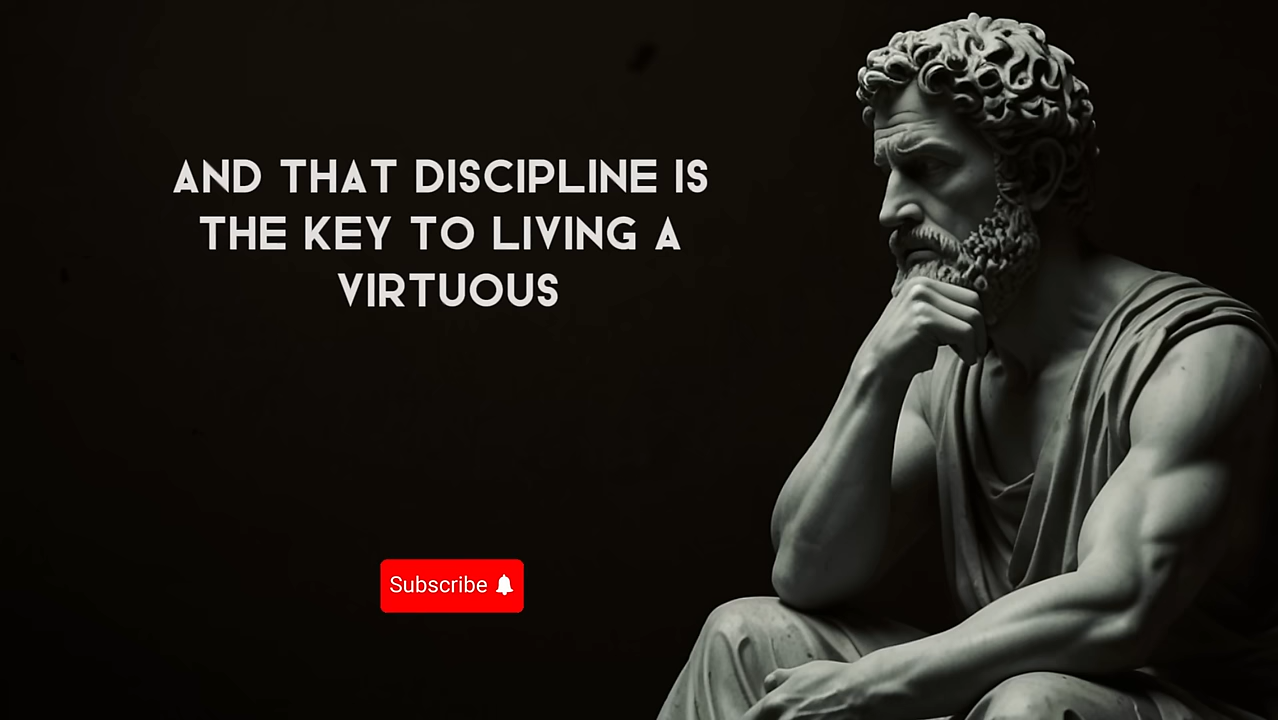 AND THAT DISCIPLINE IS
THE KEY TO LIVING A
VIRTUOUS
Subscribe